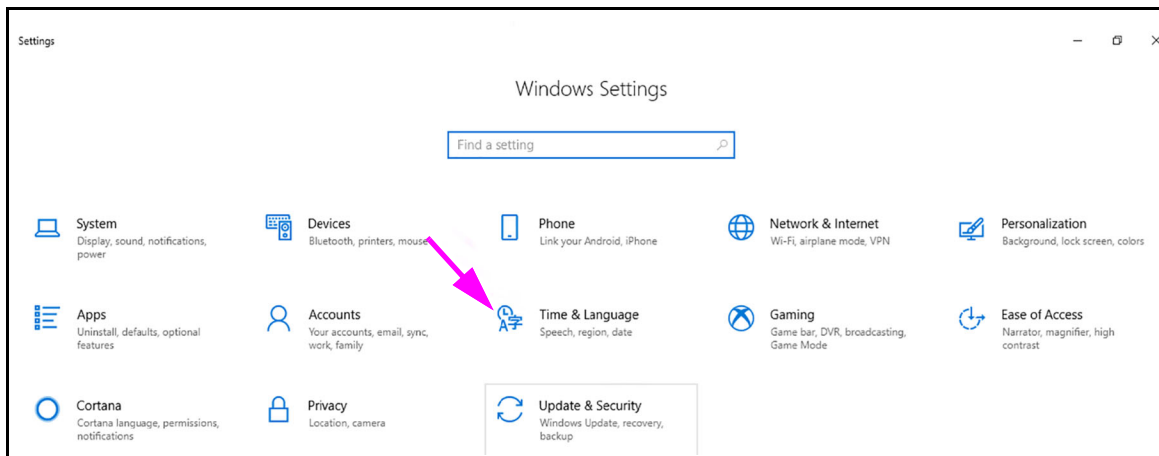 Settings
Windows Settings
Find a setting
System
Display, sound, notifications,
power
Devices
Bluetooth, printers, mouse
Phone
Link your Android, iPhone
Network & Internet
Wi-Fi, airplane mode, VPN
Personalization
Background, lock screen, colors
Apps
Uninstall, defaults, optional
features
Accounts
Your accounts, email, sync,
work, family
Time & Language
Speech, region, date
Gaming
Game bar, DVR, broadcasting,
Game Mode
Ease of Access
Narrator, magnifier, high
contrast
Cortana
Cortana language, permissions,
notifications
Privacy
Location, camera
Update & Security
Windows Update, recovery,
backup